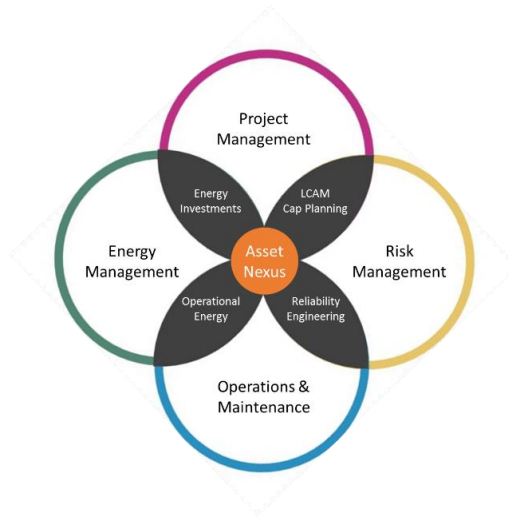 Project
Management
Energy
Investments
LCAM
Cap Planning
Energy
Management
Asset
Nexus
Risk
Management
Operational
Energy
Reliability
Engineering
Operations &
Maintenance